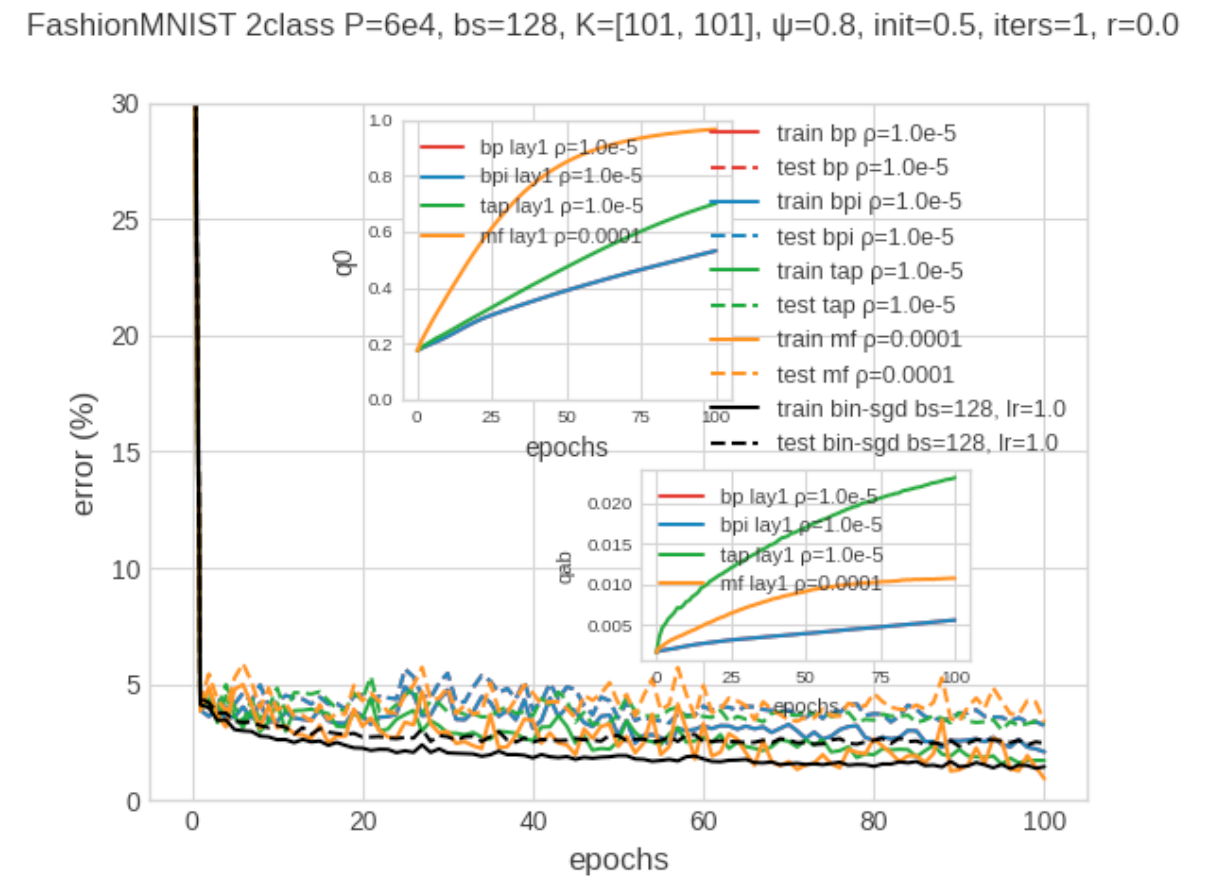 FashionMNIST 2class P=6e4, bs=128, K=[101, 101], ψ=0.8, init=0.5, iters=1, r=0.0
error (%)
30
25
20
15
10
5
0
0
20
40
60
80
100
epochs
q0
1.0
0.8
0.6
0.4
0.2
0.0
bp lay1 ρ=1.0e-5
bpi lay1 ρ=1.0e-5
tap lay1 ρ=1.0e-5
mf lay1 ρ=0.0001
0
25
50
75
100
epochs
train bp ρ=1.0e-5
test bp ρ=1.0e-5
train bpi ρ=1.0e-5
test bpi ρ=1.0e-5
train tap ρ=1.0e-5
test tap ρ=1.0e-5
train mf ρ=0.0001
test mf ρ=0.0001
train bin-sgd bs=128, lr=1.0
test bin-sgd bs=128, lr=1.0
qab
0.020
0.015
0.010
0.005
bp lay1 ρ=1.0e-5
bpi lay1 ρ=1.0e-5
tap lay1 ρ=1.0e-5
mf lay1 ρ=0.0001
0
25
50
75
100
epochs